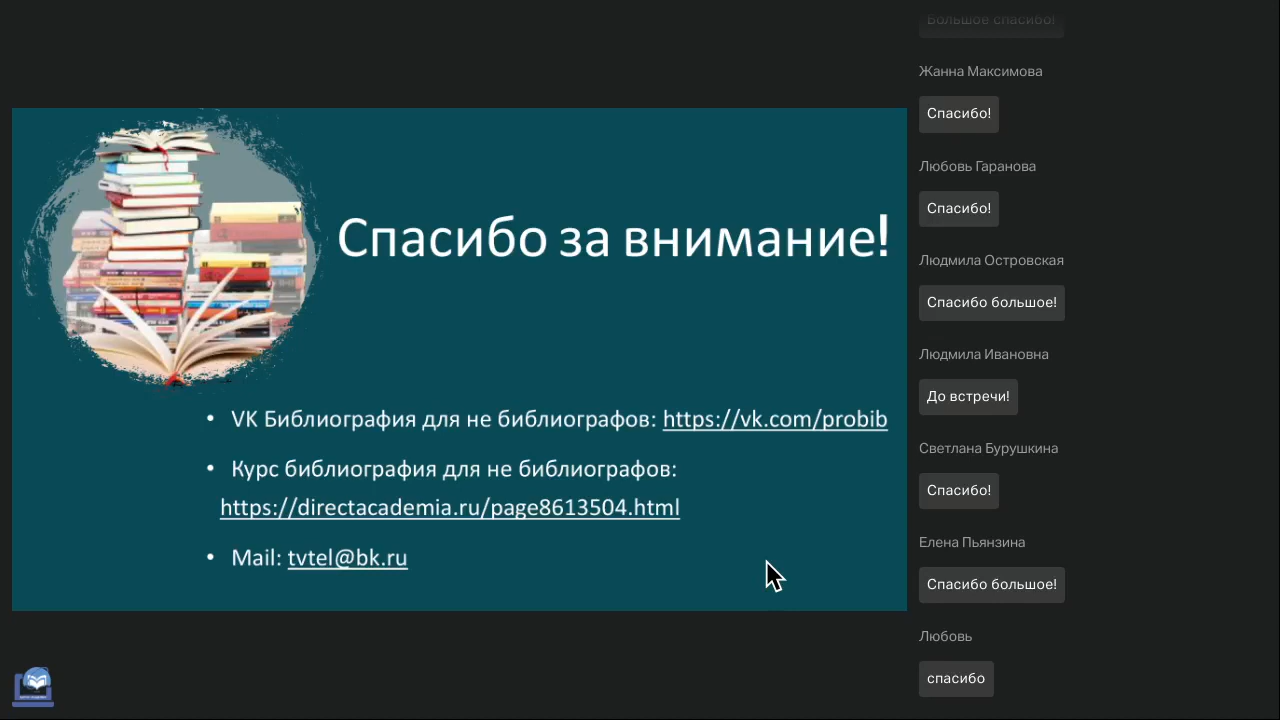 Спасибо за внимание!
• VK Библиография для не библиографов: https://vk.com/probib
• Курс библиография для не библиографов:
https://directacademia.ru/page8613504.html
• Mail: tvtel@bk.ru
Большое спасибо!
Жанна Максимова
Спасибо!
Любовь Гаранова
Спасибо!
Людмила Островская
Спасибо большое!
Людмила Ивановна
До встречи!
Светлана Бурушкина
Спасибо!
Елена Пьянзина
Спасибо большое!
Любовь
спасибо